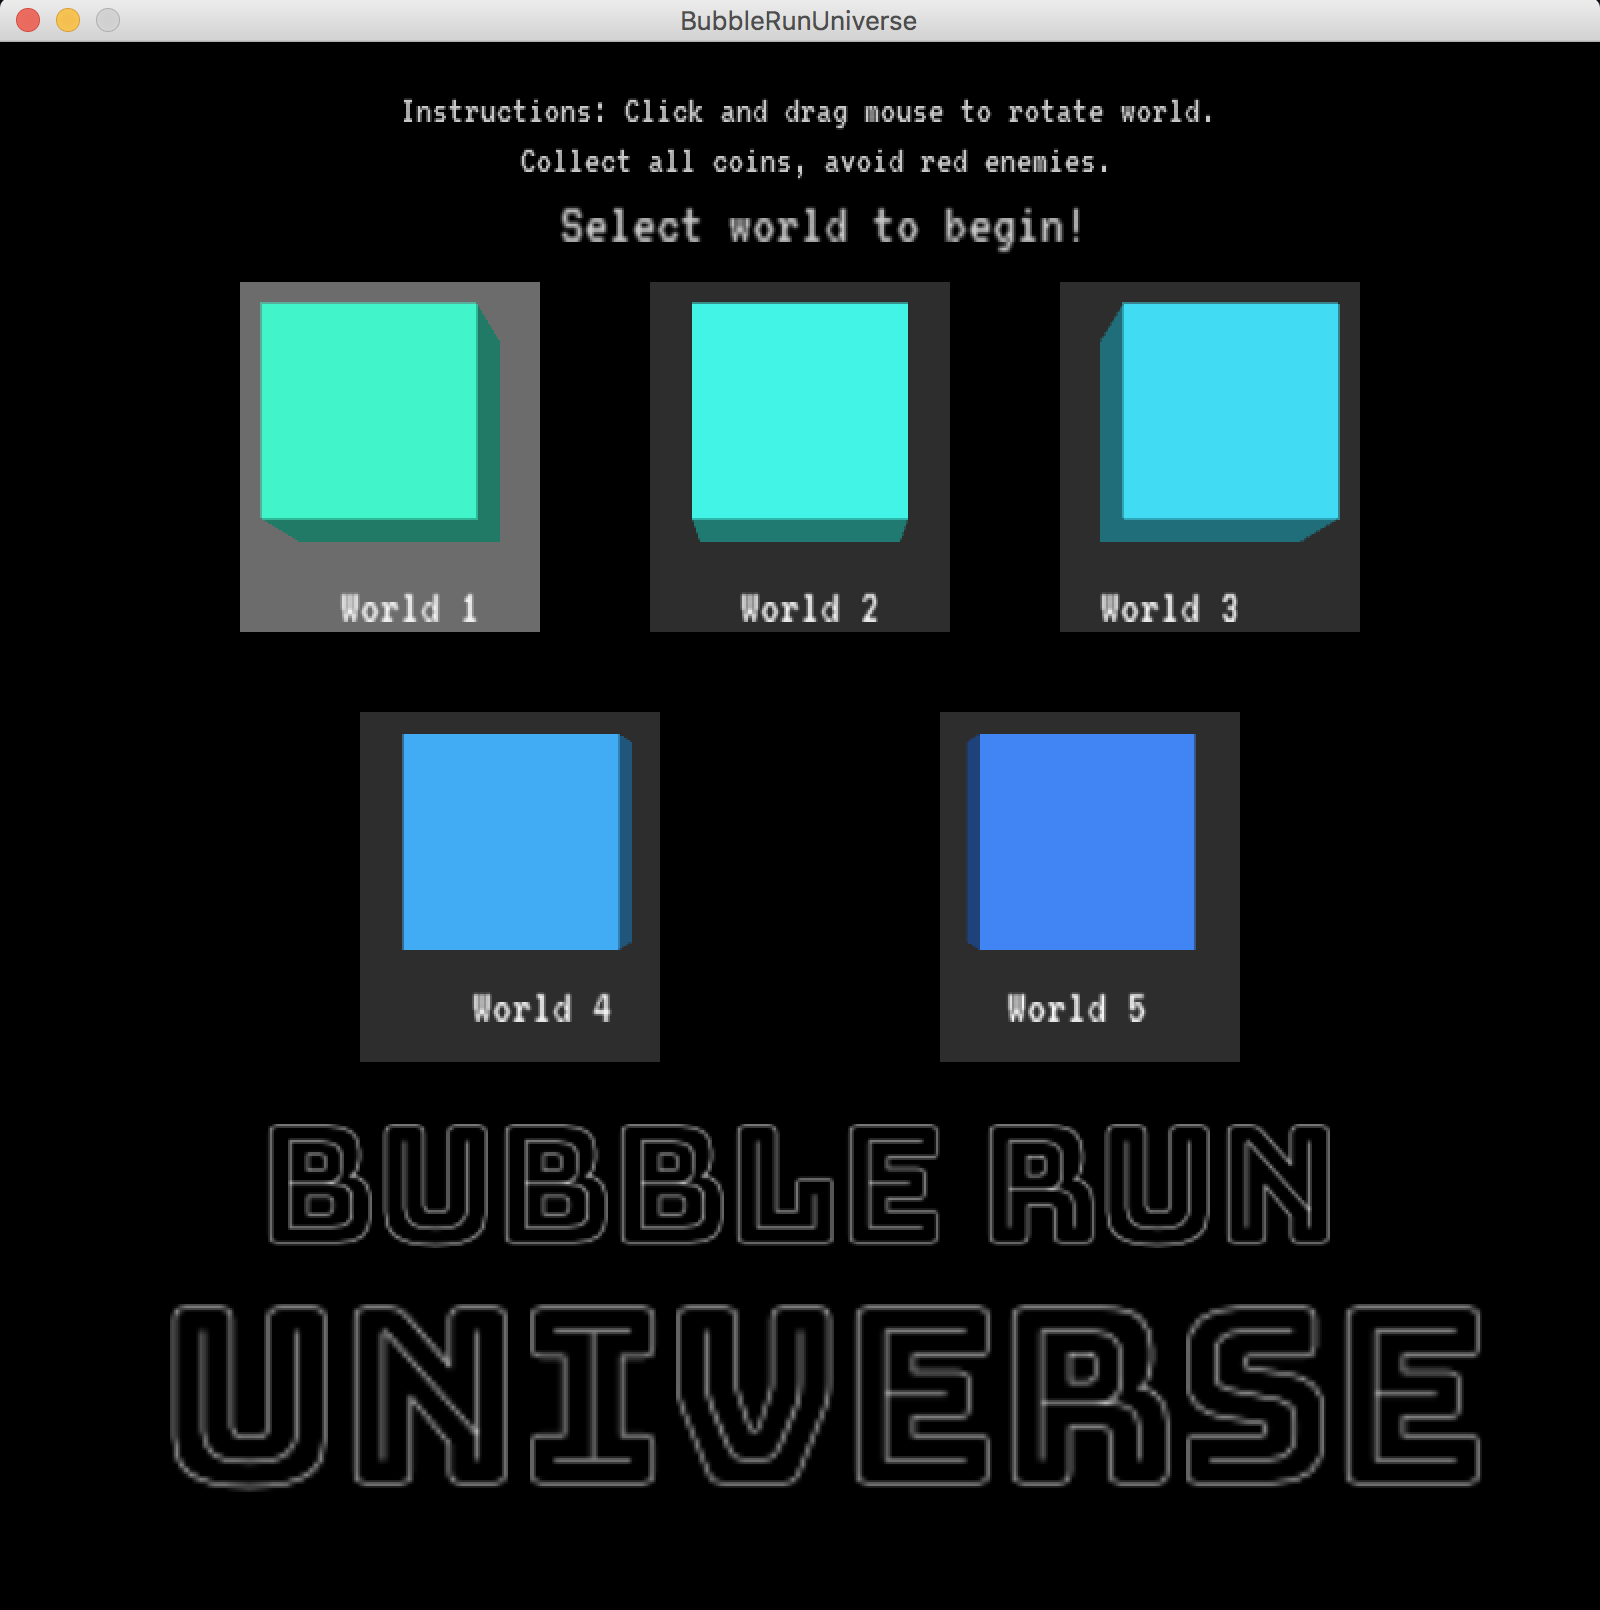 BubbleRunUniverse
Instructions: Click and drag mouse to rotate world.
Collect all coins, avoid red enemies.
Select world to begin!
World 1
World 2
World 3
World 4
World 5
BUBBLE RUN
UNIVERSE